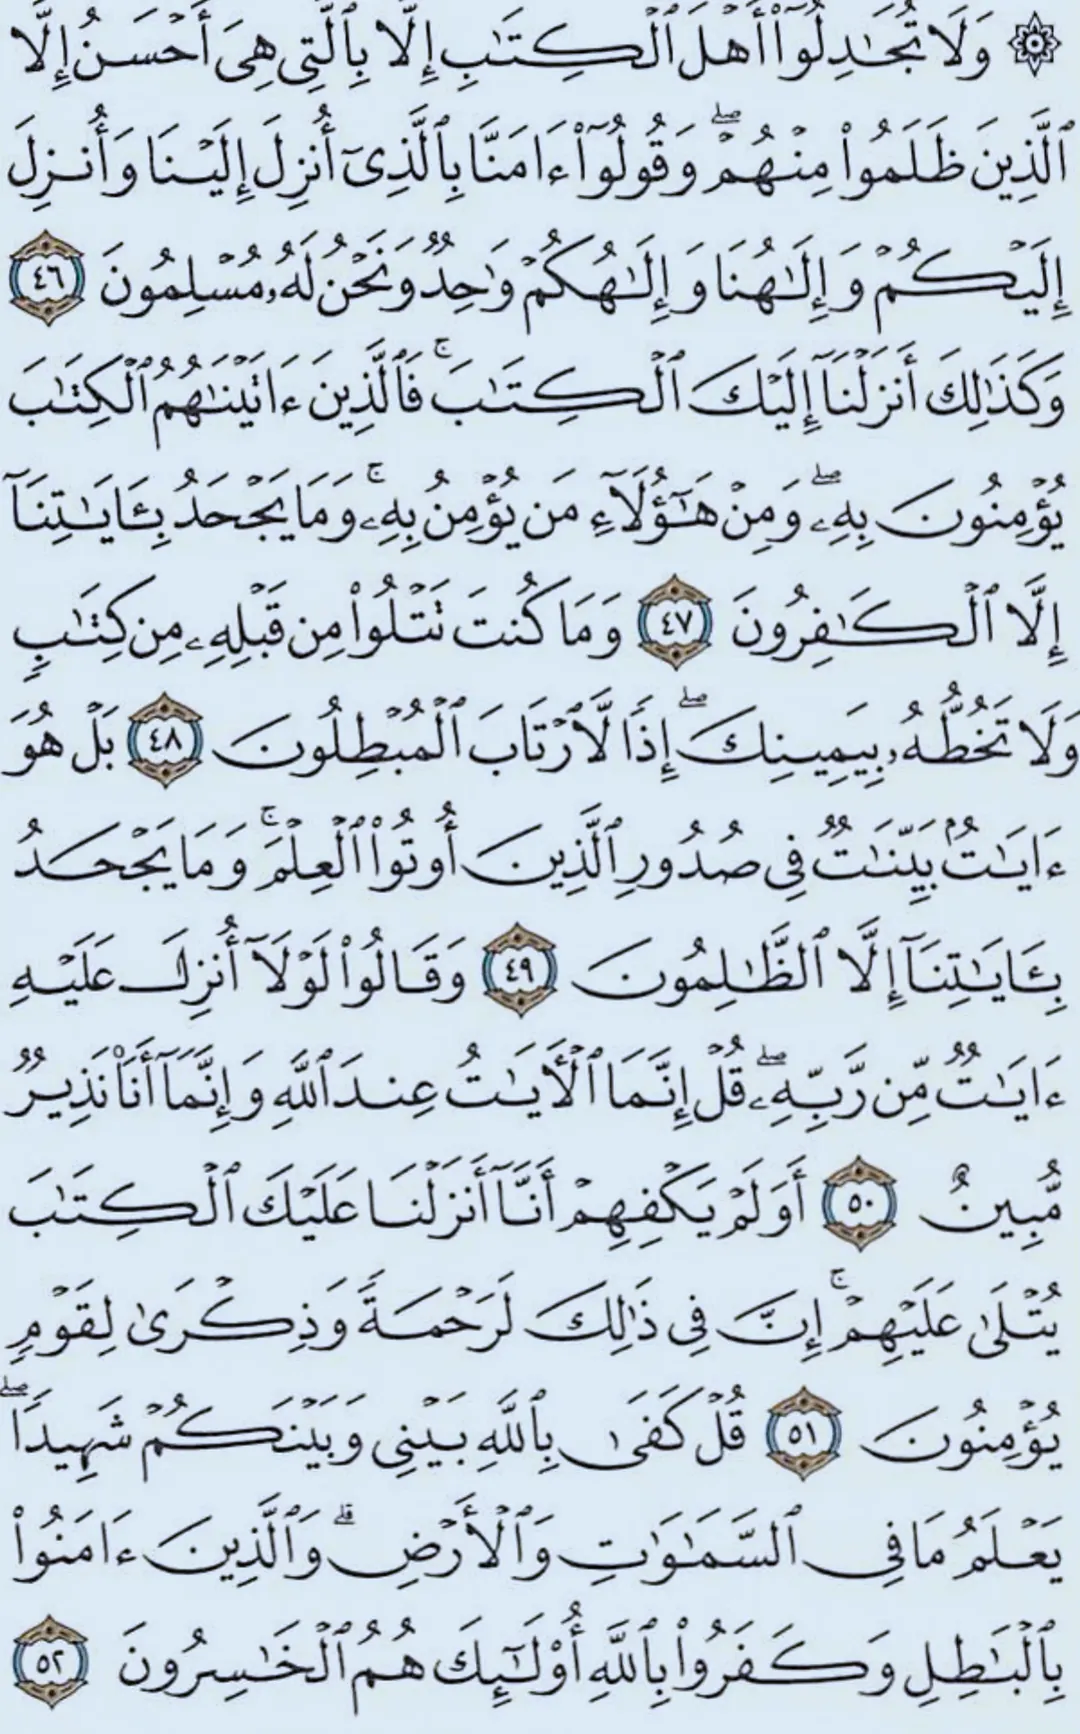 ۞ وَلَا تُجَٰدِلُوٓاْ أَهۡلَ ٱلۡكِتَٰبِ إِلَّا بِٱلَّتِي هِيَ أَحۡسَنُ إِلَّا
ٱلَّذِينَ ظَلَمُواْ مِنۡهُمۡۖ وَقُولُوٓاْ ءَامَنَّا بِٱلَّذِيٓ أُنزِلَ إِلَيۡنَا وَأُنزِلَ
إِلَيۡكُمۡ وَإِلَٰهُنَا وَإِلَٰهُكُمۡ وَٰحِدٞ وَنَحۡنُ لَهُۥ مُسۡلِمُونَ ٤٦
وَكَذَٰلِكَ أَنزَلۡنَآ إِلَيۡكَ ٱلۡكِتَٰبَۚ فَٱلَّذِينَ ءَاتَيۡنَٰهُمُ ٱلۡكِتَٰبَ
يُؤۡمِنُونَ بِهِۦۖ وَمِنۡ هَٰٓؤُلَآءِ مَن يُؤۡمِنُ بِهِۦۚ وَمَا يَجۡحَدُ بِـَٔايَٰتِنَآ
إِلَّا ٱلۡكَٰفِرُونَ ٤٧ وَمَا كُنتَ تَتۡلُواْ مِن قَبۡلِهِۦ مِن كِتَٰبٖ
وَلَا تَخُطُّهُۥ بِيَمِينِكَۖ إِذٗا لَّٱرۡتَابَ ٱلۡمُبۡطِلُونَ ٤٨ بَلۡ هُوَ
ءَايَٰتُۢ بَيِّنَٰتٞ فِي صُدُورِ ٱلَّذِينَ أُوتُواْ ٱلۡعِلۡمَۚ وَمَا يَجۡحَدُ
بِـَٔايَٰتِنَآ إِلَّا ٱلظَّٰلِمُونَ ٤٩ وَقَالُواْ لَوۡلَآ أُنزِلَ عَلَيۡهِ
ءَايَٰتٞ مِّن رَّبِّهِۦۖ قُلۡ إِنَّمَا ٱلۡأٓيَٰتُ عِندَ ٱللَّهِ وَإِنَّمَآ أَنَا۠ نَذِيرٞ
مُّبِينٌ ٥٠ أَوَلَمۡ يَكۡفِهِمۡ أَنَّآ أَنزَلۡنَا عَلَيۡكَ ٱلۡكِتَٰبَ
يُتۡلَىٰ عَلَيۡهِمۡۚ إِنَّ فِي ذَٰلِكَ لَرَحۡمَةٗ وَذِكۡرَىٰ لِقَوۡمٖ
يُؤۡمِنُونَ ٥١ قُلۡ كَفَىٰ بِٱللَّهِ بَيۡنِي وَبَيۡنَكُمۡ شَهِيدٗاۖ
يَعۡلَمُ مَا فِي ٱلسَّمَٰوَٰتِ وَٱلۡأَرۡضِۗ وَٱلَّذِينَ ءَامَنُواْ
بِٱلۡبَٰطِلِ وَكَفَرُواْ بِٱللَّهِ أُوْلَٰٓئِكَ هُمُ ٱلۡخَٰسِرُونَ ٥٢